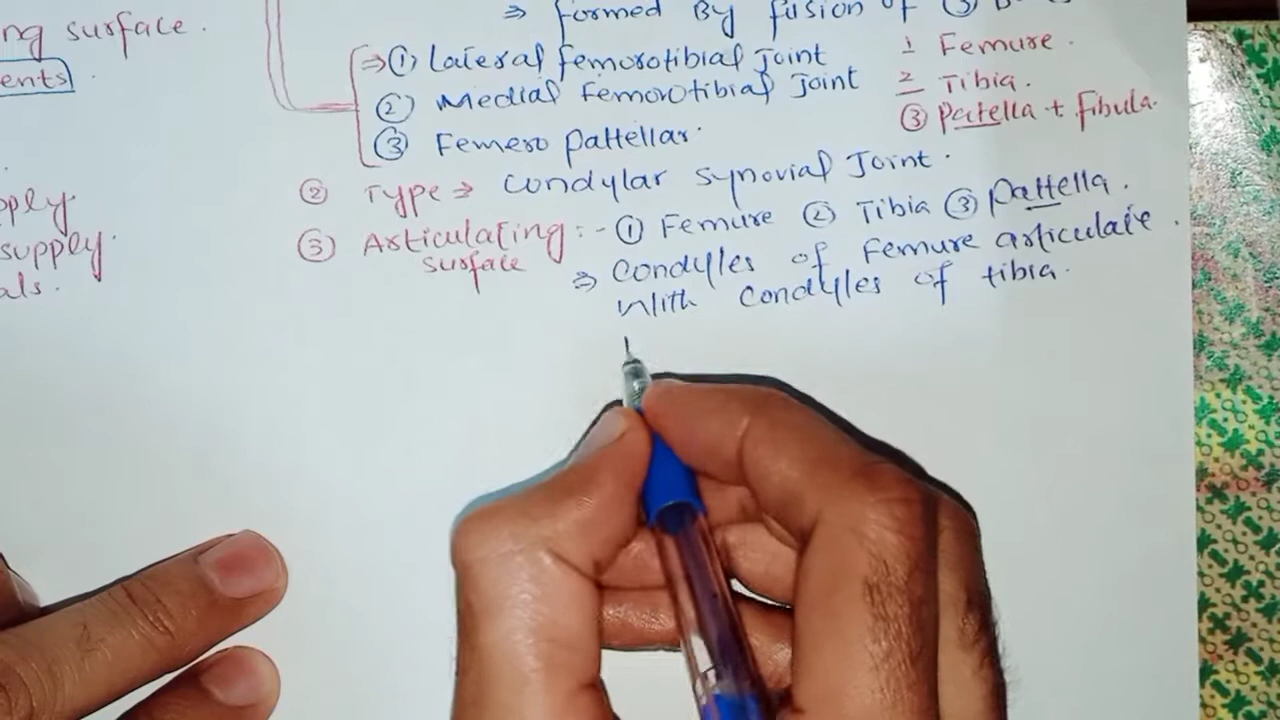 ng surface.
ents
pply
supply.
als.
⇒ formed By fusion of ③
⇒ ① Lateral femorotibial Joint
② Medial Femorotibial Joint
③ Femero pattellar.
1 Femure.
2 Tibia.
③ patella + fibula.
② Type ⇒ condylar synovial Joint.
③ Articulating :- ① Femure ② Tibia ③ pattella.
surface
⇒ condyles of Femure articulate.
With condyles of tibia.